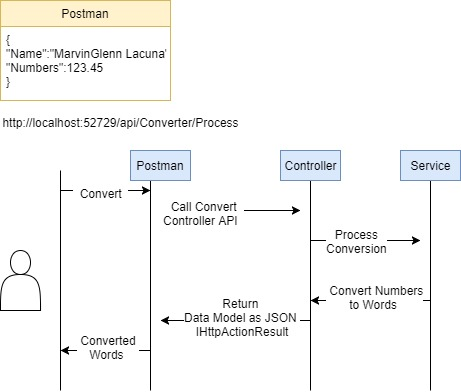 Postman
{
"Name":"MarvinGlenn Lacuna'
"Numbers":123.45
}
http://localhost:52729/api/Converter/Process
Postman
Controller
Service
Convert
Call Convert
Controller API
Process
Conversion
Convert Numbers
to Words
Return
Data Model as JSON
IHttpActionResult
Converted
Words